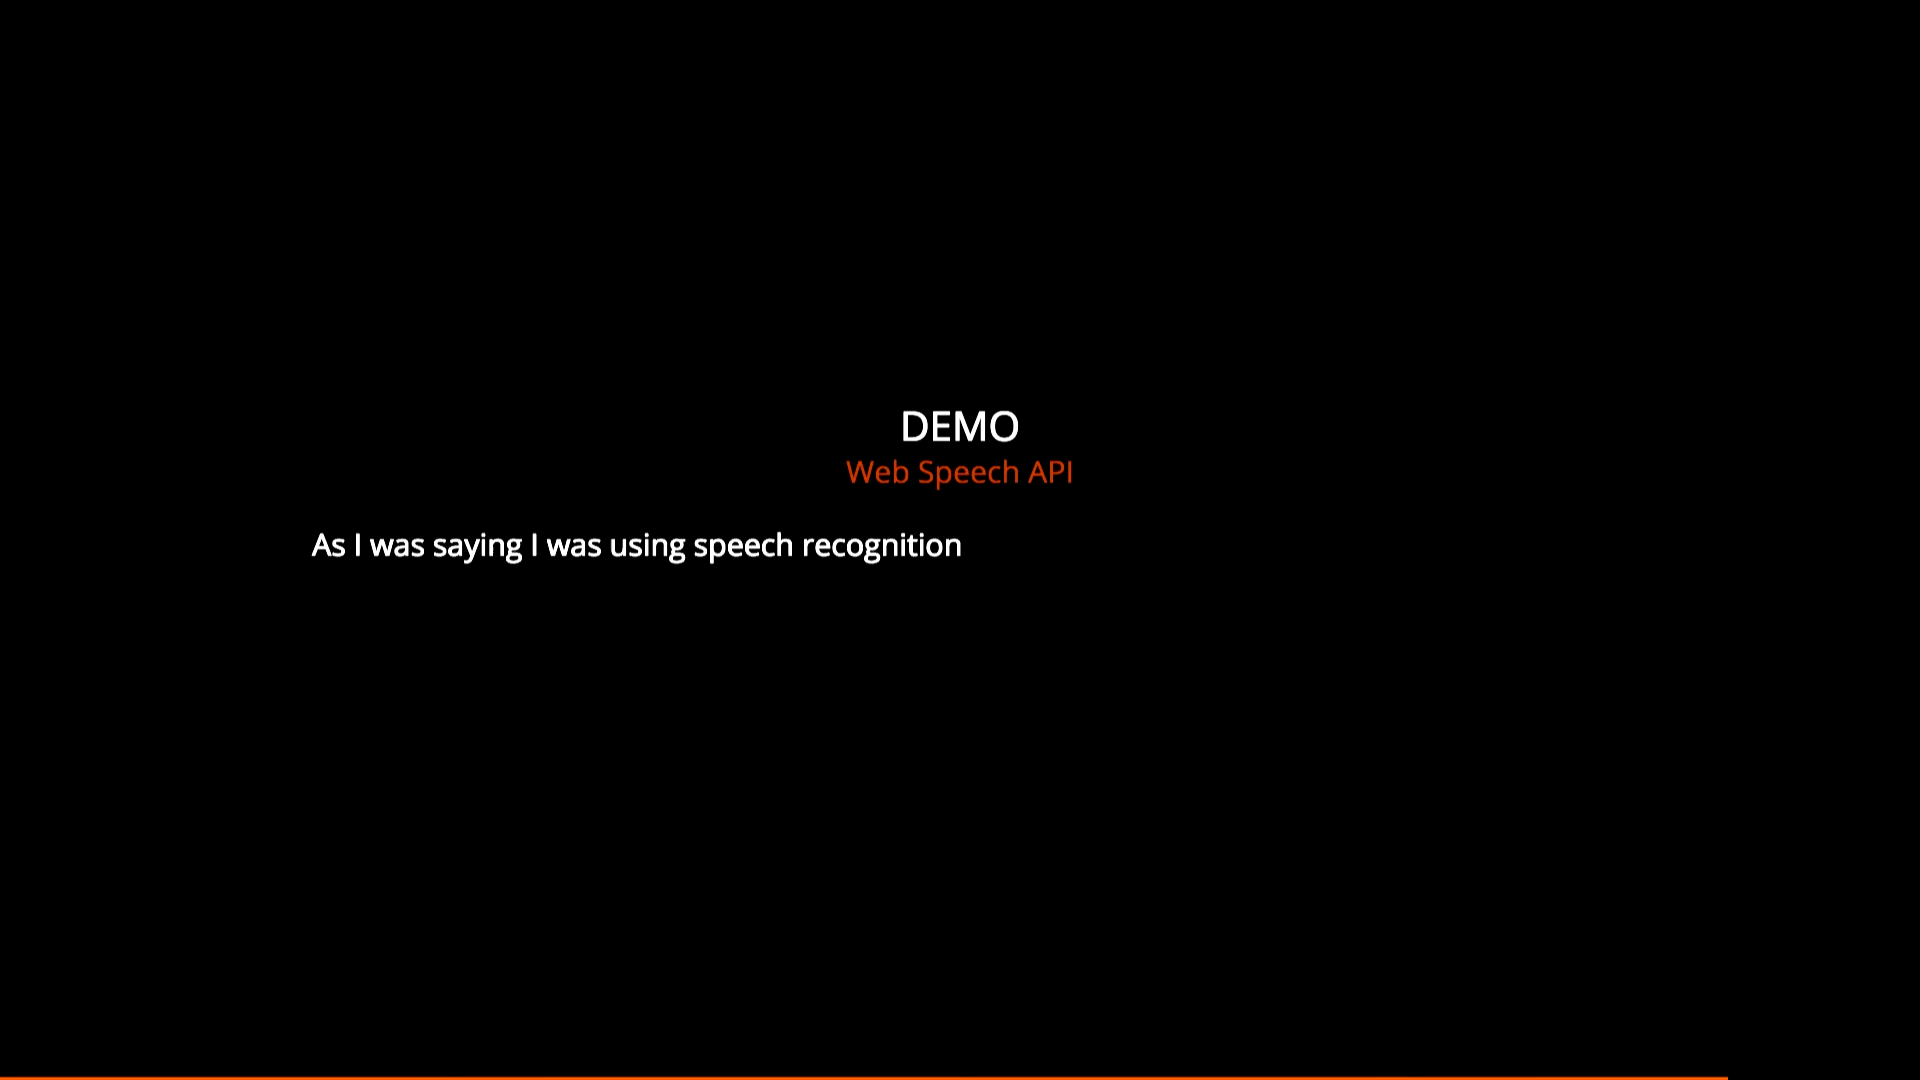 DEMO
Web Speech API
As I was saying I was using speech recognition